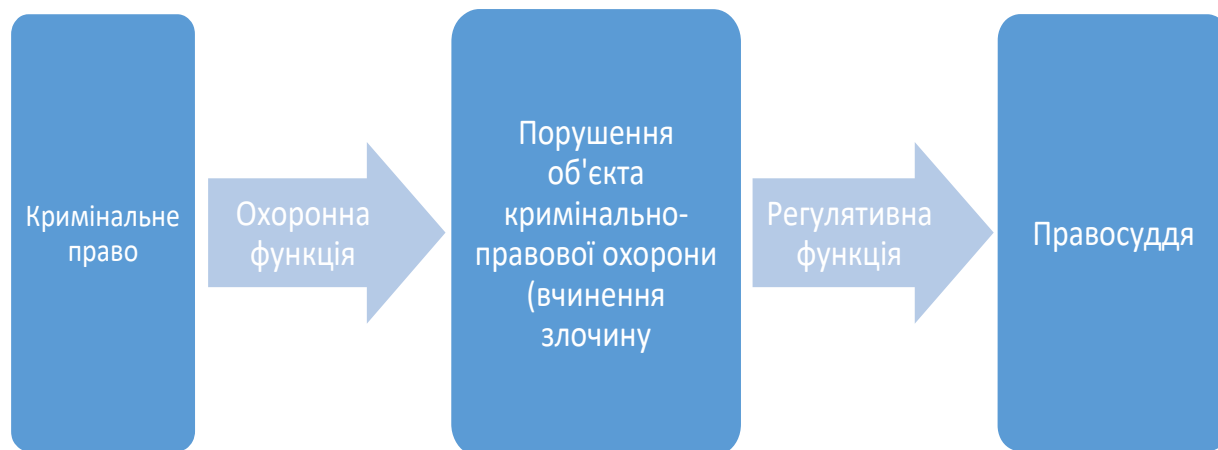 Кримінальне
право
Охоронна
функція
Порушення
об'єкта
кримінально-
правової охорони
(вчинення
злочину
Регулятивна
функція
Правосуддя